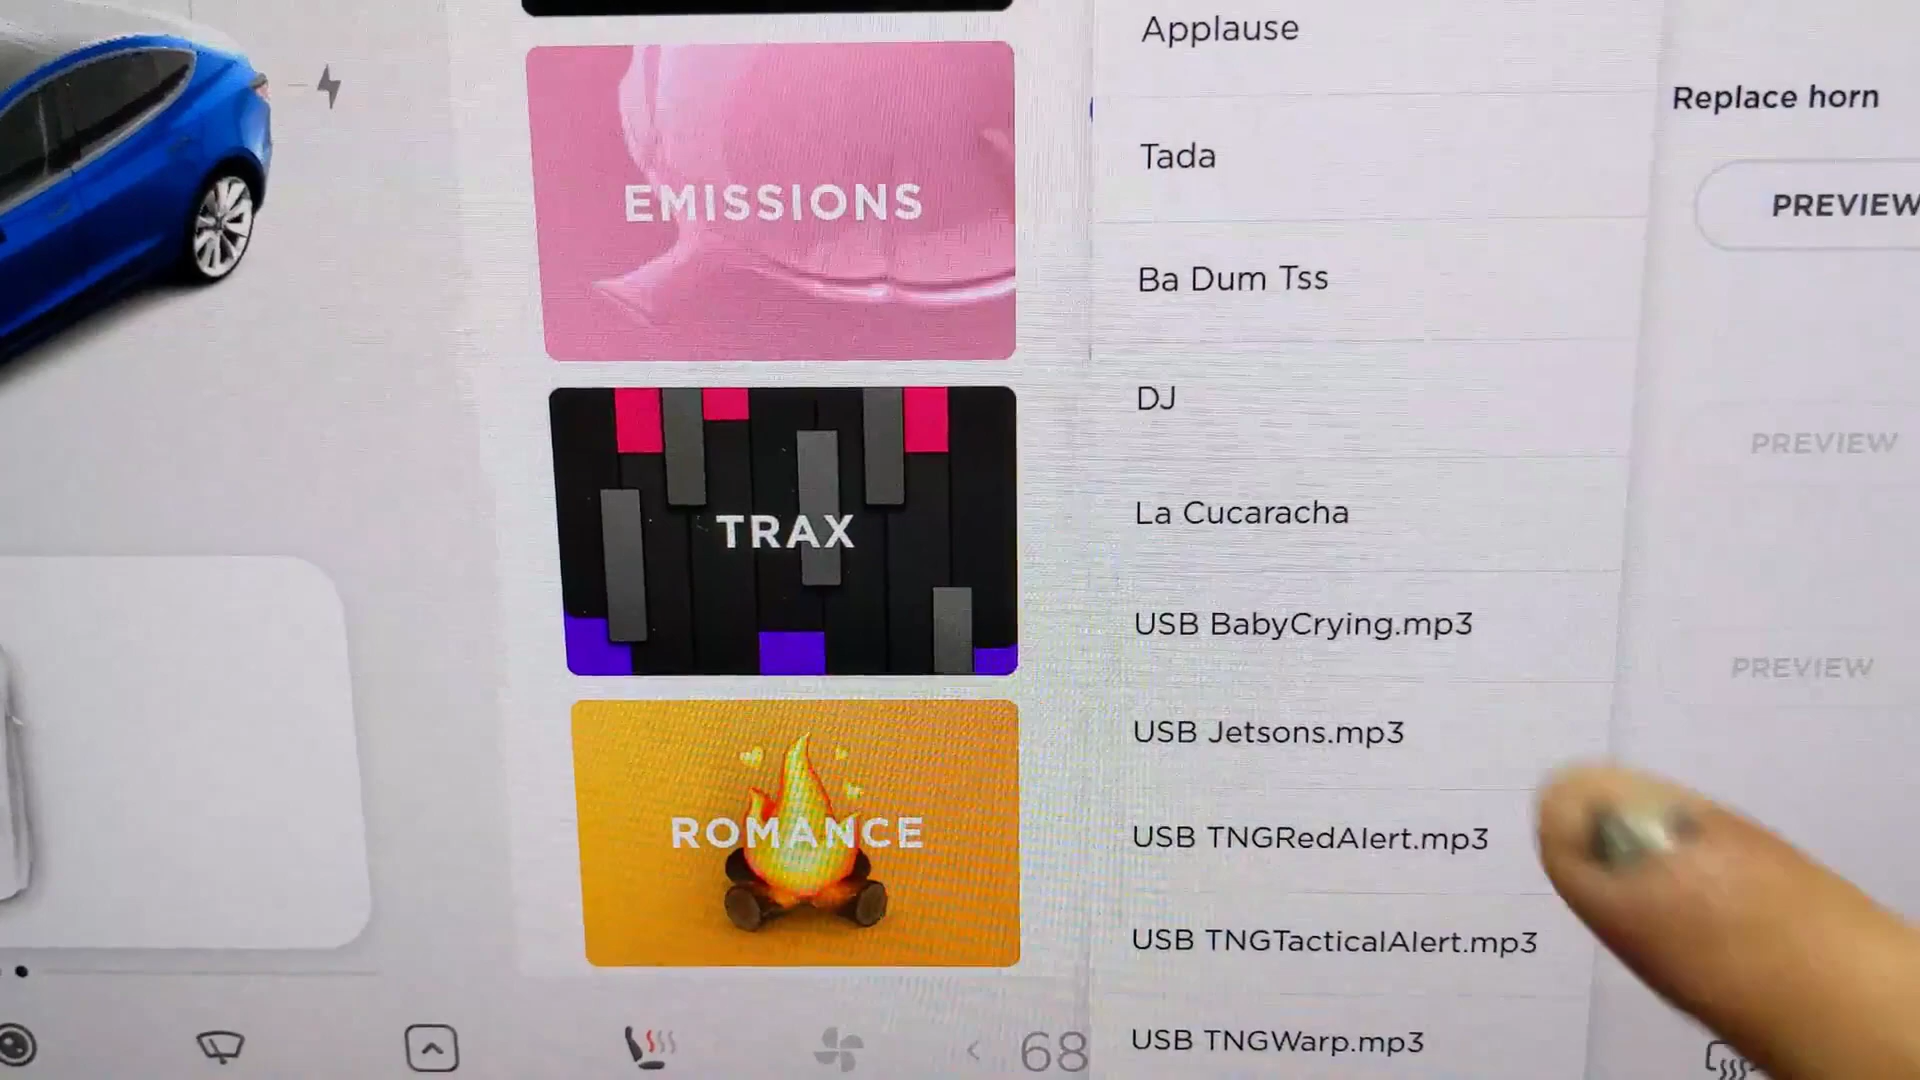 EMISSIONS
TRAX
ROMANCE
Applause
Tada
Ba Dum Tss
DJ
La Cucaracha
USB BabyCrying.mp3
USB Jetsons.mp3
USB TNGRedAlert.mp3
USB TNGTacticalAlert.mp3
USB TNGWarp.mp3
Replace horn
PREVIEW
PREVIEW
PREVIEW
68